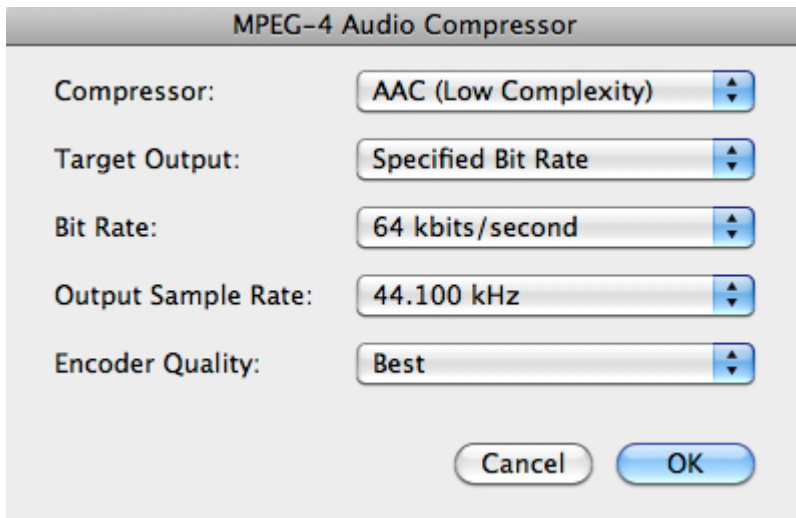 MPEG-4 Audio Compressor
Compressor: AAC (Low Complexity)
Target Output: Specified Bit Rate
Bit Rate: 64 kbits/second
Output Sample Rate: 44.100 kHz
Encoder Quality: Best
Cancel OK